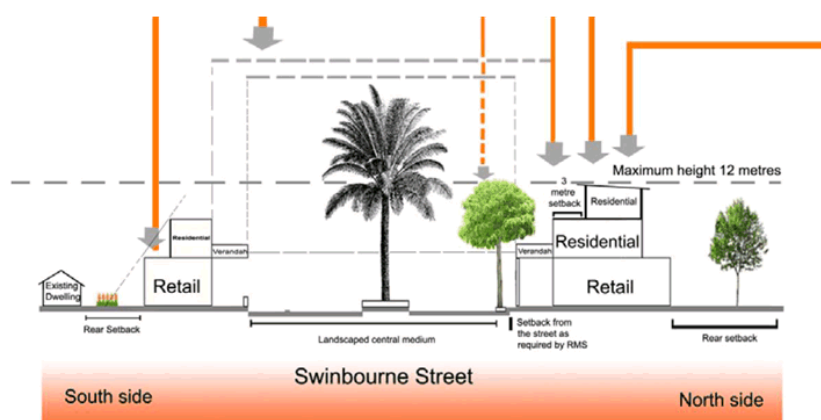 Maximum height 12 metres
3
metre
setback
Residential
Residential
Verandah
Verandah
Residential
Existing
Dwelling
Retail
Retail
Rear Setback
Landscaped central medium
Setback from
the street as
required by RMS
Rear setback
Swinbourne Street
South side
North side